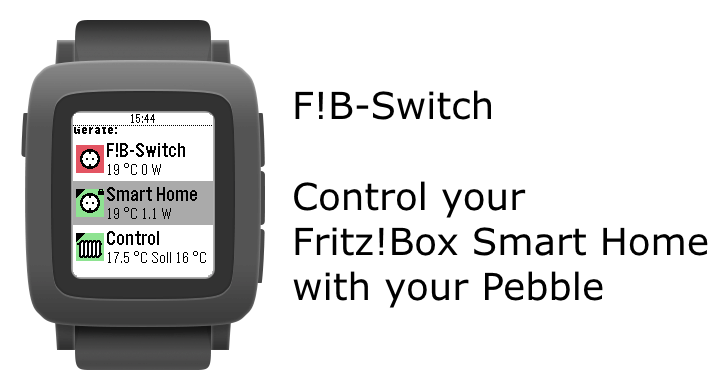 15:44
Geräte:
F!B-Switch
19 °C 0 W
Smart Home
19 °C 1.1 W
Control
17.5 °C Soll 16 °C
F!B-Switch
Control your
Fritz!Box Smart Home
with your Pebble